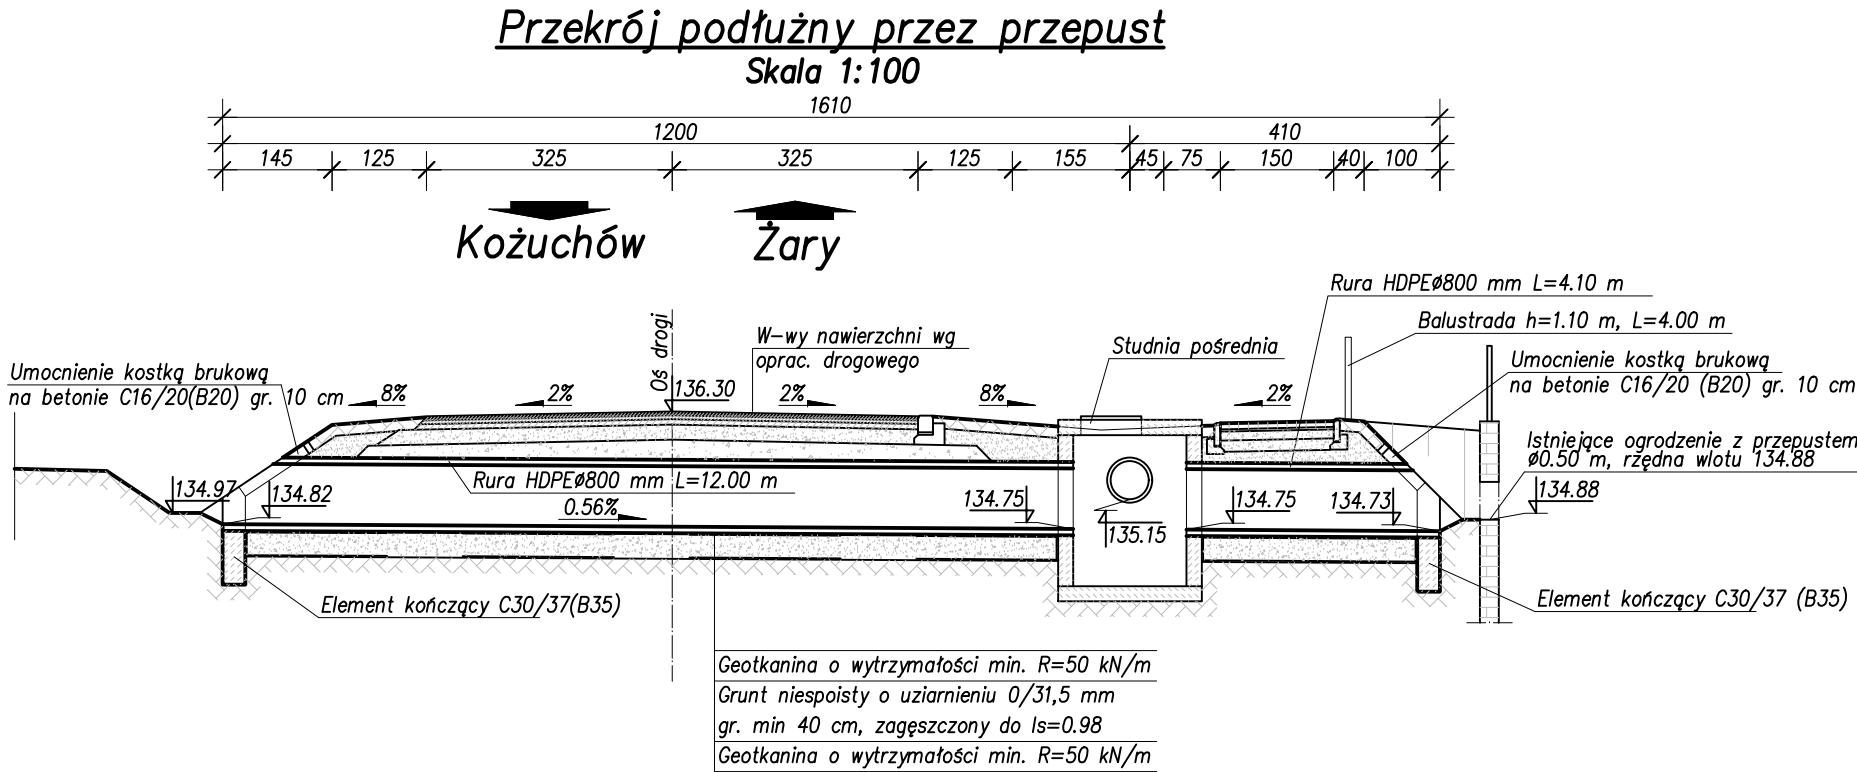 Przekrój podłużny przez przepust
Skala 1:100
1610
1200 410
145 125 325 325 125 155 45 75 150 40 100
Kożuchów Żary
Rura HDPEø800 mm L=4.10 m
Balustrada h=1.10 m, L=4.00 m
Oś drogi
W-wy nawierzchni wg
oprac. drogowego
Studnia pośrednia
Umocnienie kostką brukową
na betonie C16/20 (B20) gr. 10 cm
Umocnienie kostką brukową
na betonie C16/20(B20) gr. 10 cm
8% 2% 136.30 2% 8% 2%
Istniejące ogrodzenie z przepustem
ø0.50 m, rzędna wlotu 134.88
Rura HDPEø800 mm L=12.00 m
134.97 134.82 134.75 134.75 134.73 134.88
0.56%
135.15
Element kończący C30/37(B35)
Element kończący C30/37 (B35)
Geotkanina o wytrzymałości min. R=50 kN/m
Grunt niespoisty o uziarnieniu 0/31,5 mm
gr. min 40 cm, zagęszczony do Is=0.98
Geotkanina o wytrzymałości min. R=50 kN/m